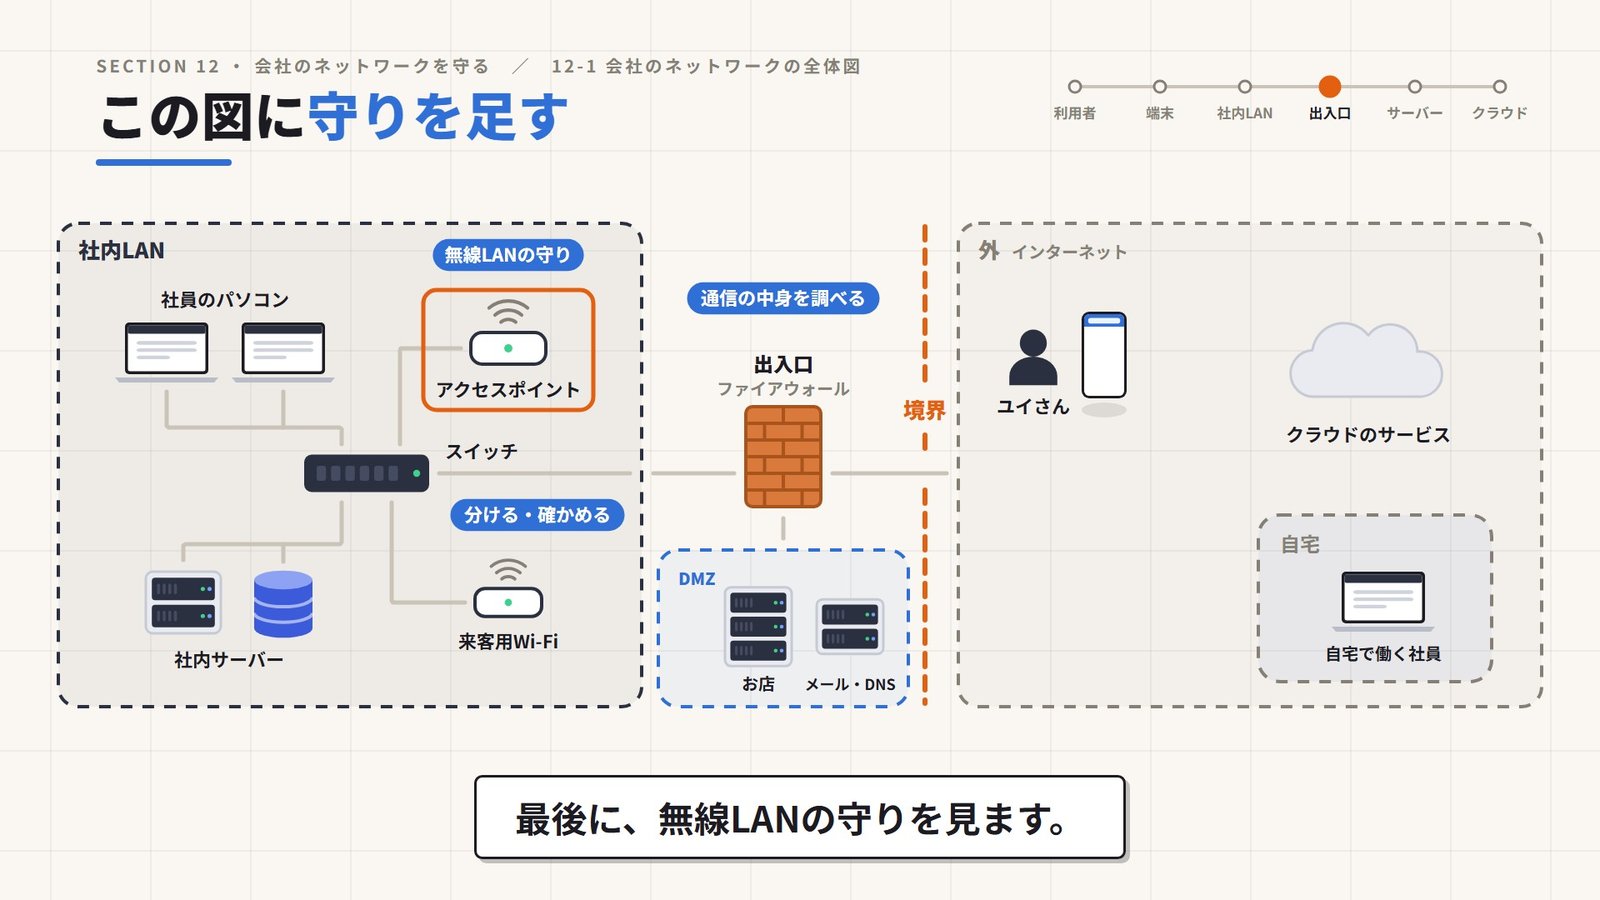 SECTION 12 ・ 会社のネットワークを守る ／ 12-1 会社のネットワークの全体図
この図に守りを足す
利用者
端末
社内LAN
出入口
サーバー
クラウド
社内LAN
無線LANの守り
社員のパソコン
アクセスポイント
スイッチ
分ける・確かめる
社内サーバー
来客用Wi-Fi
通信の中身を調べる
出入口
ファイアウォール
境界
DMZ
お店
メール・DNS
外 インターネット
ユイさん
クラウドのサービス
自宅
自宅で働く社員
最後に、無線LANの守りを見ます。